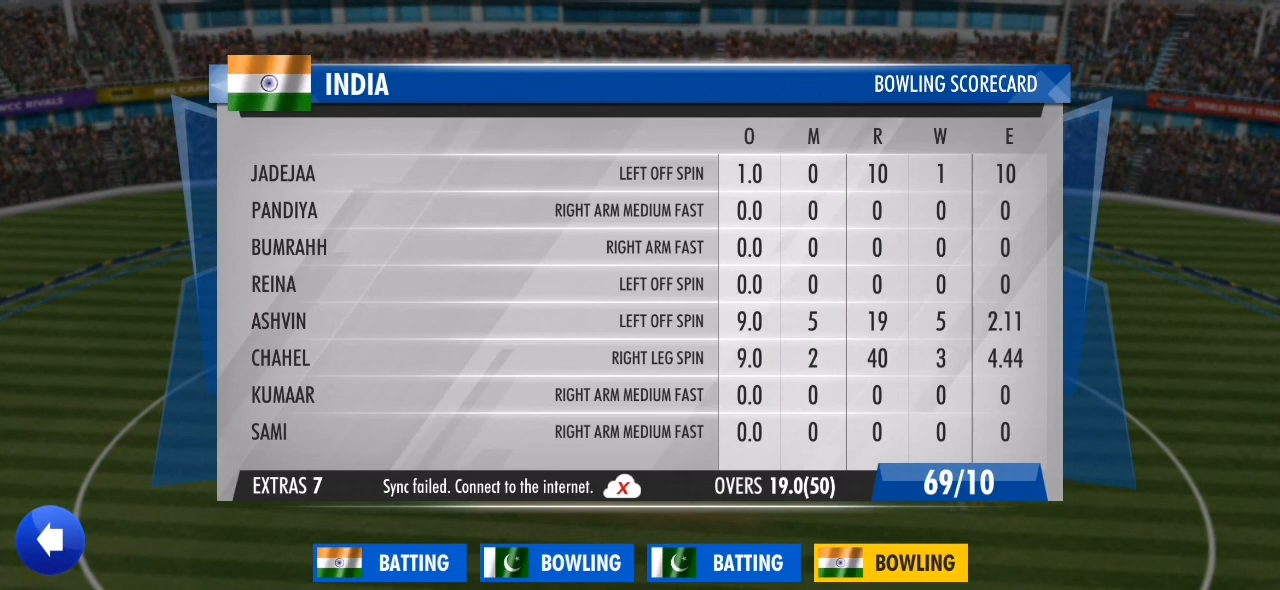 INDIA BOWLING SCORECARD
O M R W E
JADEJAA LEFT OFF SPIN 1.0 0 10 1 10
PANDIYA RIGHT ARM MEDIUM FAST 0.0 0 0 0 0
BUMRAHH RIGHT ARM FAST 0.0 0 0 0 0
REINA LEFT OFF SPIN 0.0 0 0 0 0
ASHVIN LEFT OFF SPIN 9.0 5 19 5 2.11
CHAHEL RIGHT LEG SPIN 9.0 2 40 3 4.44
KUMAAR RIGHT ARM MEDIUM FAST 0.0 0 0 0 0
SAMI RIGHT ARM MEDIUM FAST 0.0 0 0 0 0
EXTRAS 7 Sync failed. Connect to the internet. X OVERS 19.0(50) 69/10
BATTING BOWLING BATTING BOWLING
WCC RIVALS
WORLD TABLE